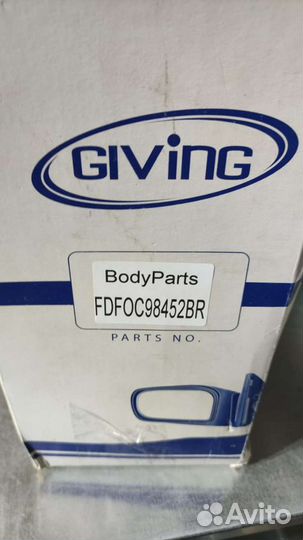 GIVING
BodyParts
FDFOC98452BR
PARTS NO.
Avito